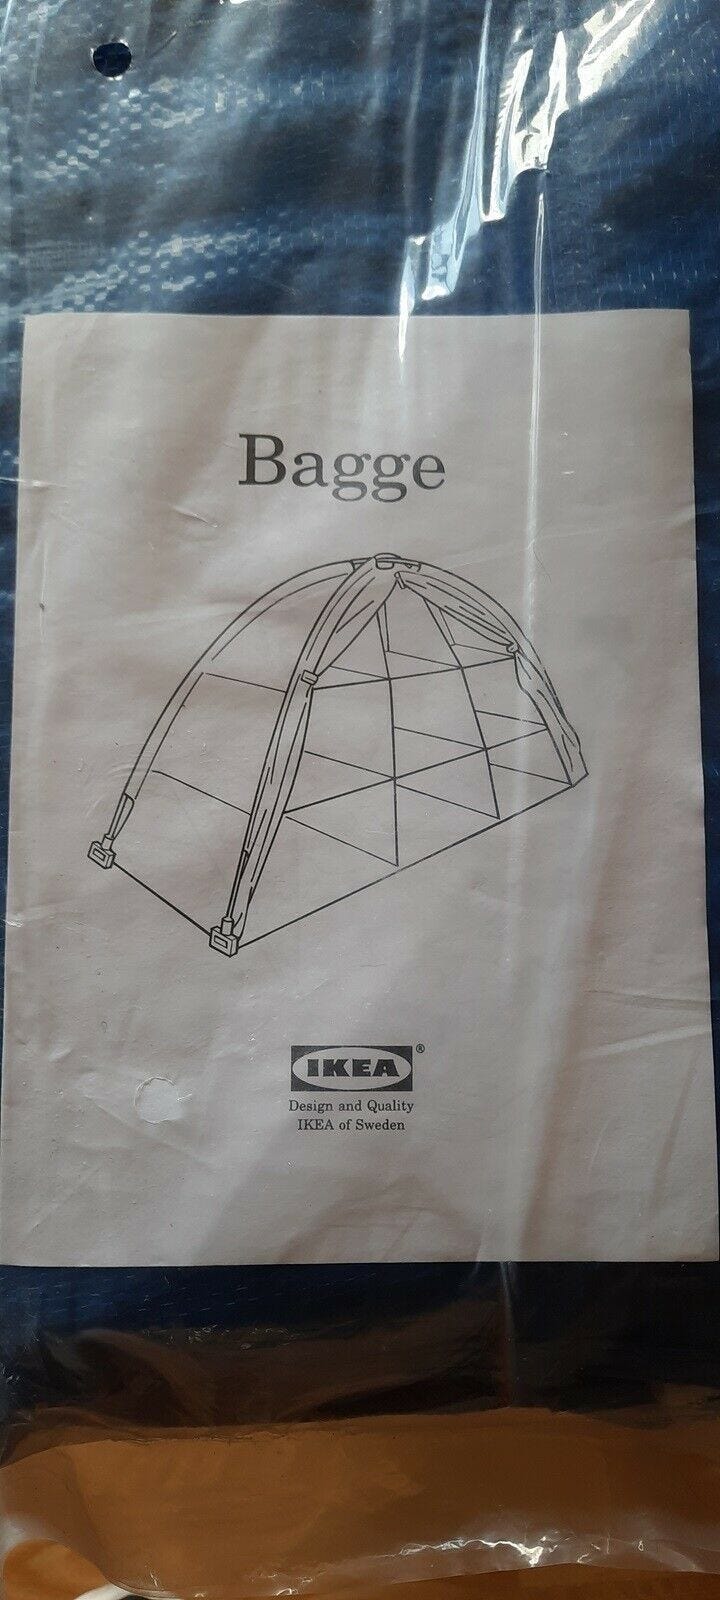 Bagge
IKEA®
Design and Quality
IKEA of Sweden